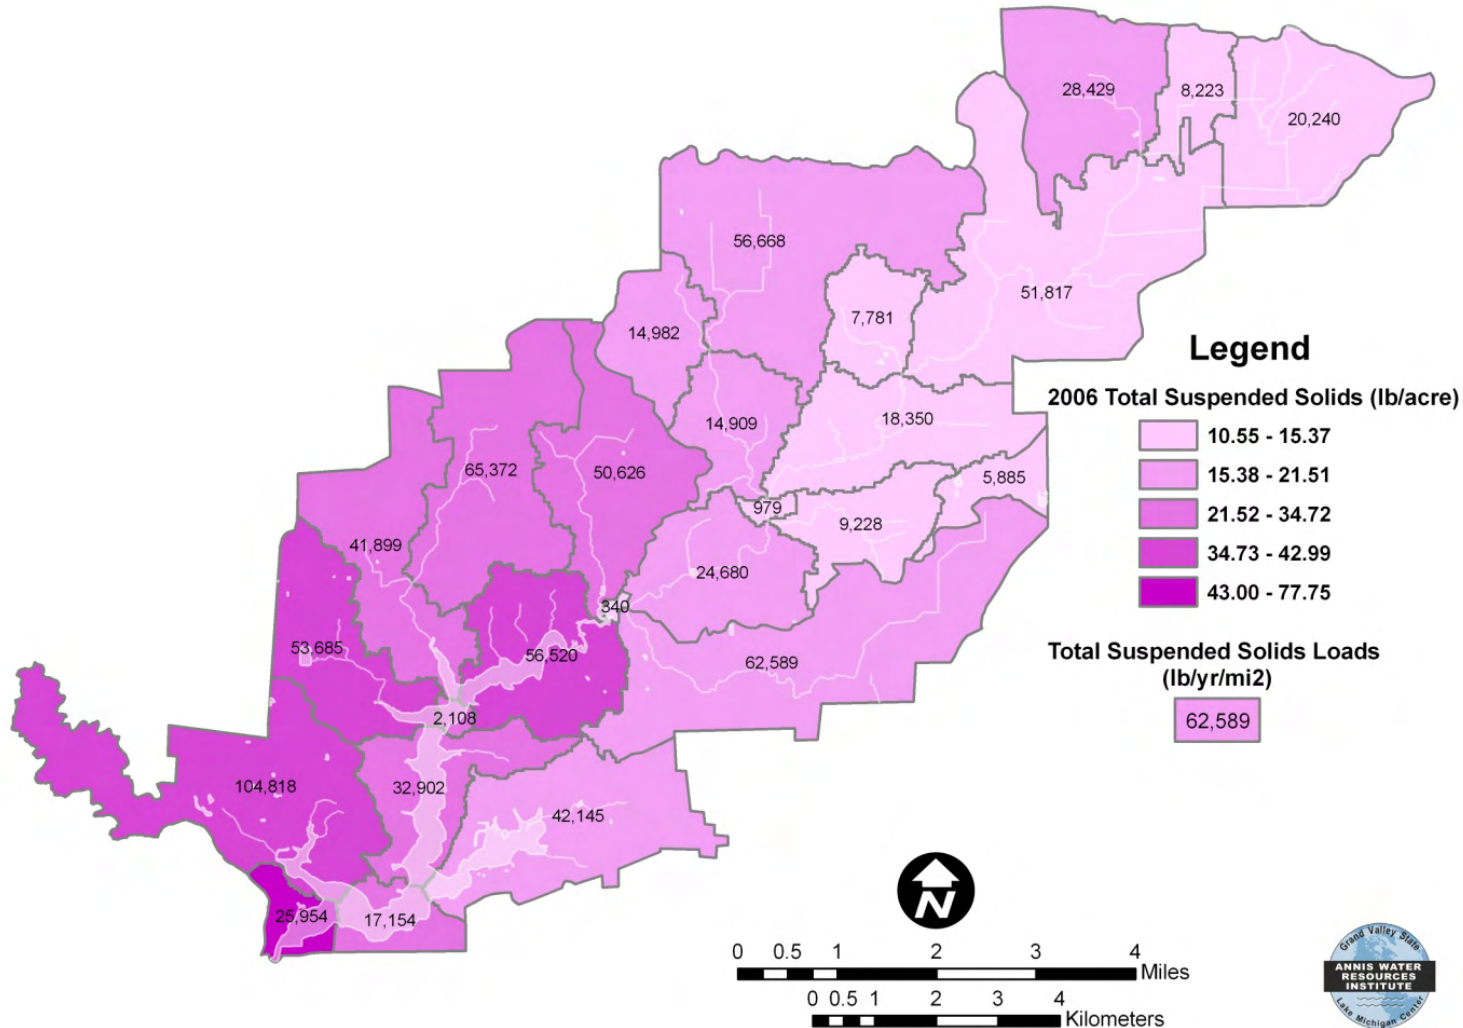 28,429
8,223
20,240
56,668
51,817
7,781
14,982
14,909
18,350
65,372
50,626
5,885
979
9,228
41,899
24,680
340
53,685
56,520
62,589
2,108
104,818
32,902
42,145
25,954
17,154
Legend
2006 Total Suspended Solids (lb/acre)
10.55 - 15.37
15.38 - 21.51
21.52 - 34.72
34.73 - 42.99
43.00 - 77.75
Total Suspended Solids Loads
(lb/yr/mi2)
62,589
N
0 0.5 1 2 3 4
Miles
0 0.5 1 2 3 4
Kilometers
Grand Valley State
ANNIS WATER
RESOURCES
INSTITUTE
Lake Michigan Center